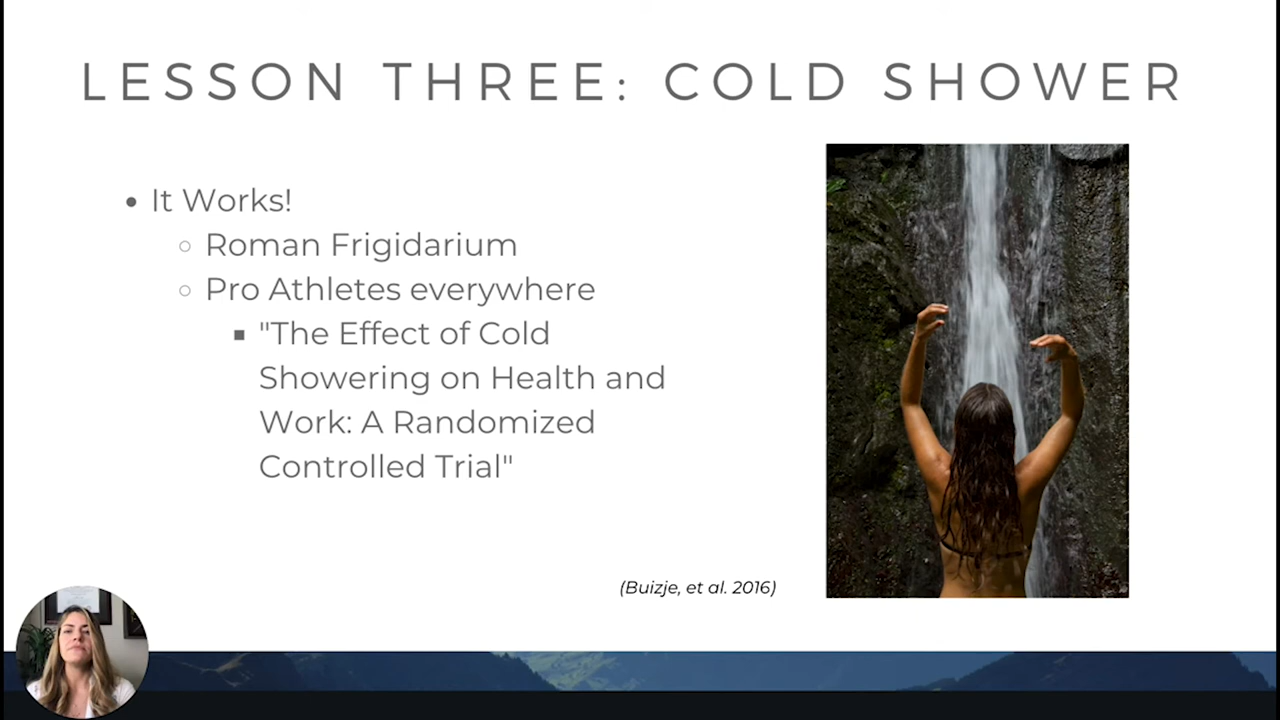 LESSON THREE: COLD SHOWER
It Works!
Roman Frigidarium
Pro Athletes everywhere
"The Effect of Cold
Showering on Health and
Work: A Randomized
Controlled Trial"
(Buizje, et al. 2016)